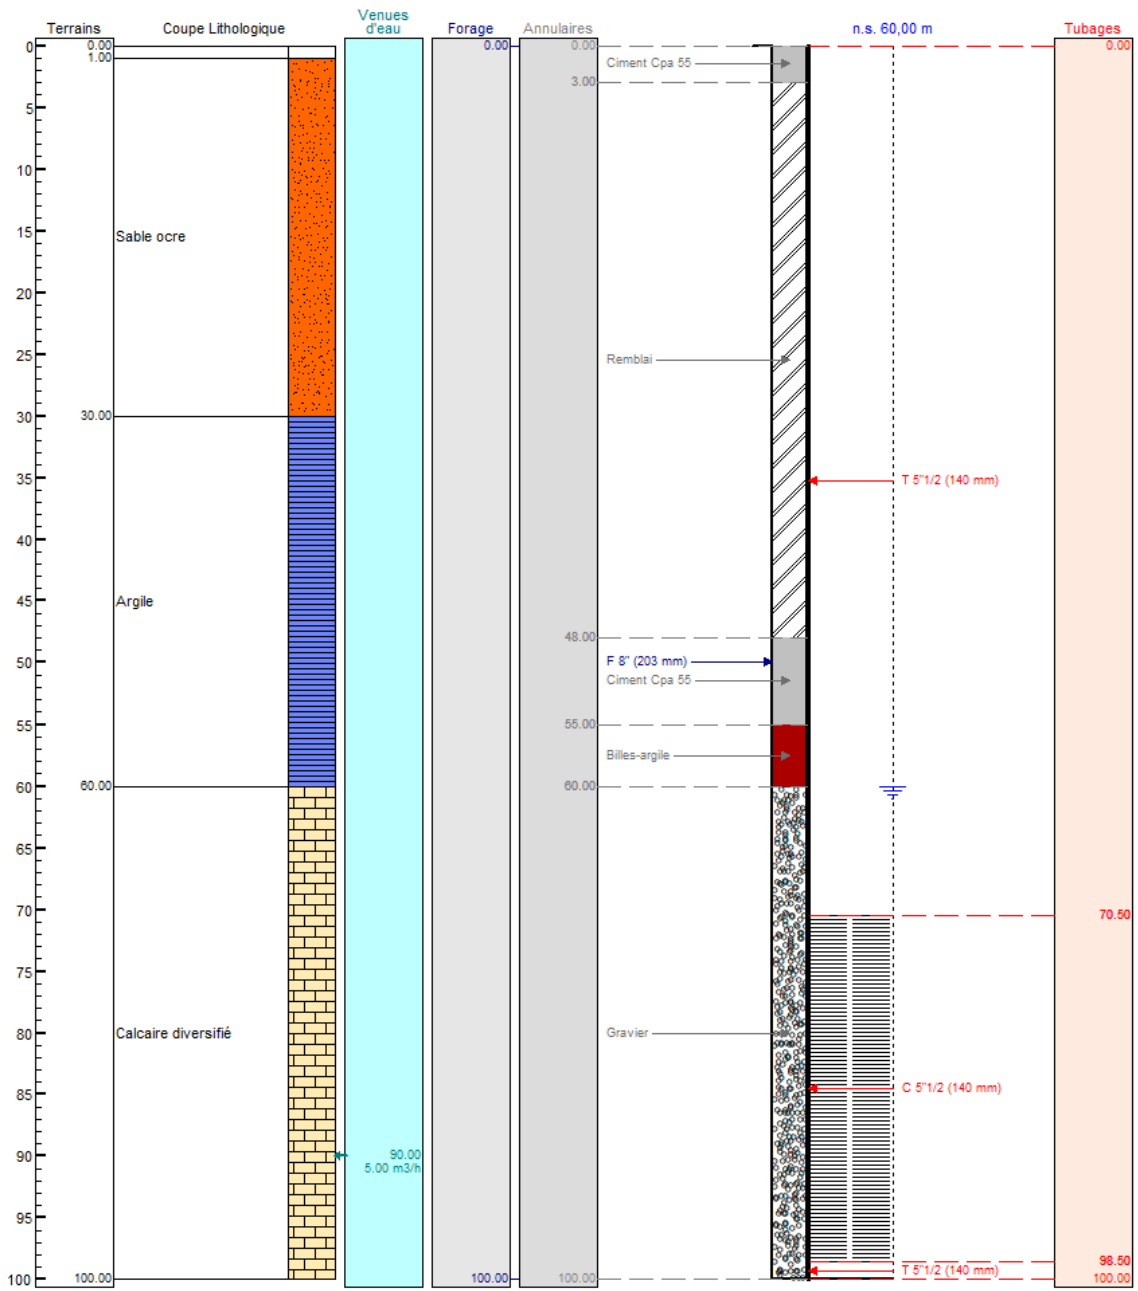 Terrains
Coupe Lithologique
Venues
d'eau
Forage
Annulaires
n.s. 60,00 m
Tubages
0
0.00
0.00
0.00
0.00
1.00
Ciment Cpa 55
3.00
5
10
15
Sable ocre
20
25
Remblai
30
30.00
35
T 5"1/2 (140 mm)
40
45
Argile
48.00
50
F 8" (203 mm)
Ciment Cpa 55
55
55.00
Billes-argile
60
60.00
60.00
65
70
70.50
75
80
Calcaire diversifié
Gravier
85
C 5"1/2 (140 mm)
90
90.00
5.00 m3/h
95
98.50
T 5"1/2 (140 mm)
100
100.00
100.00
100.00
100.00